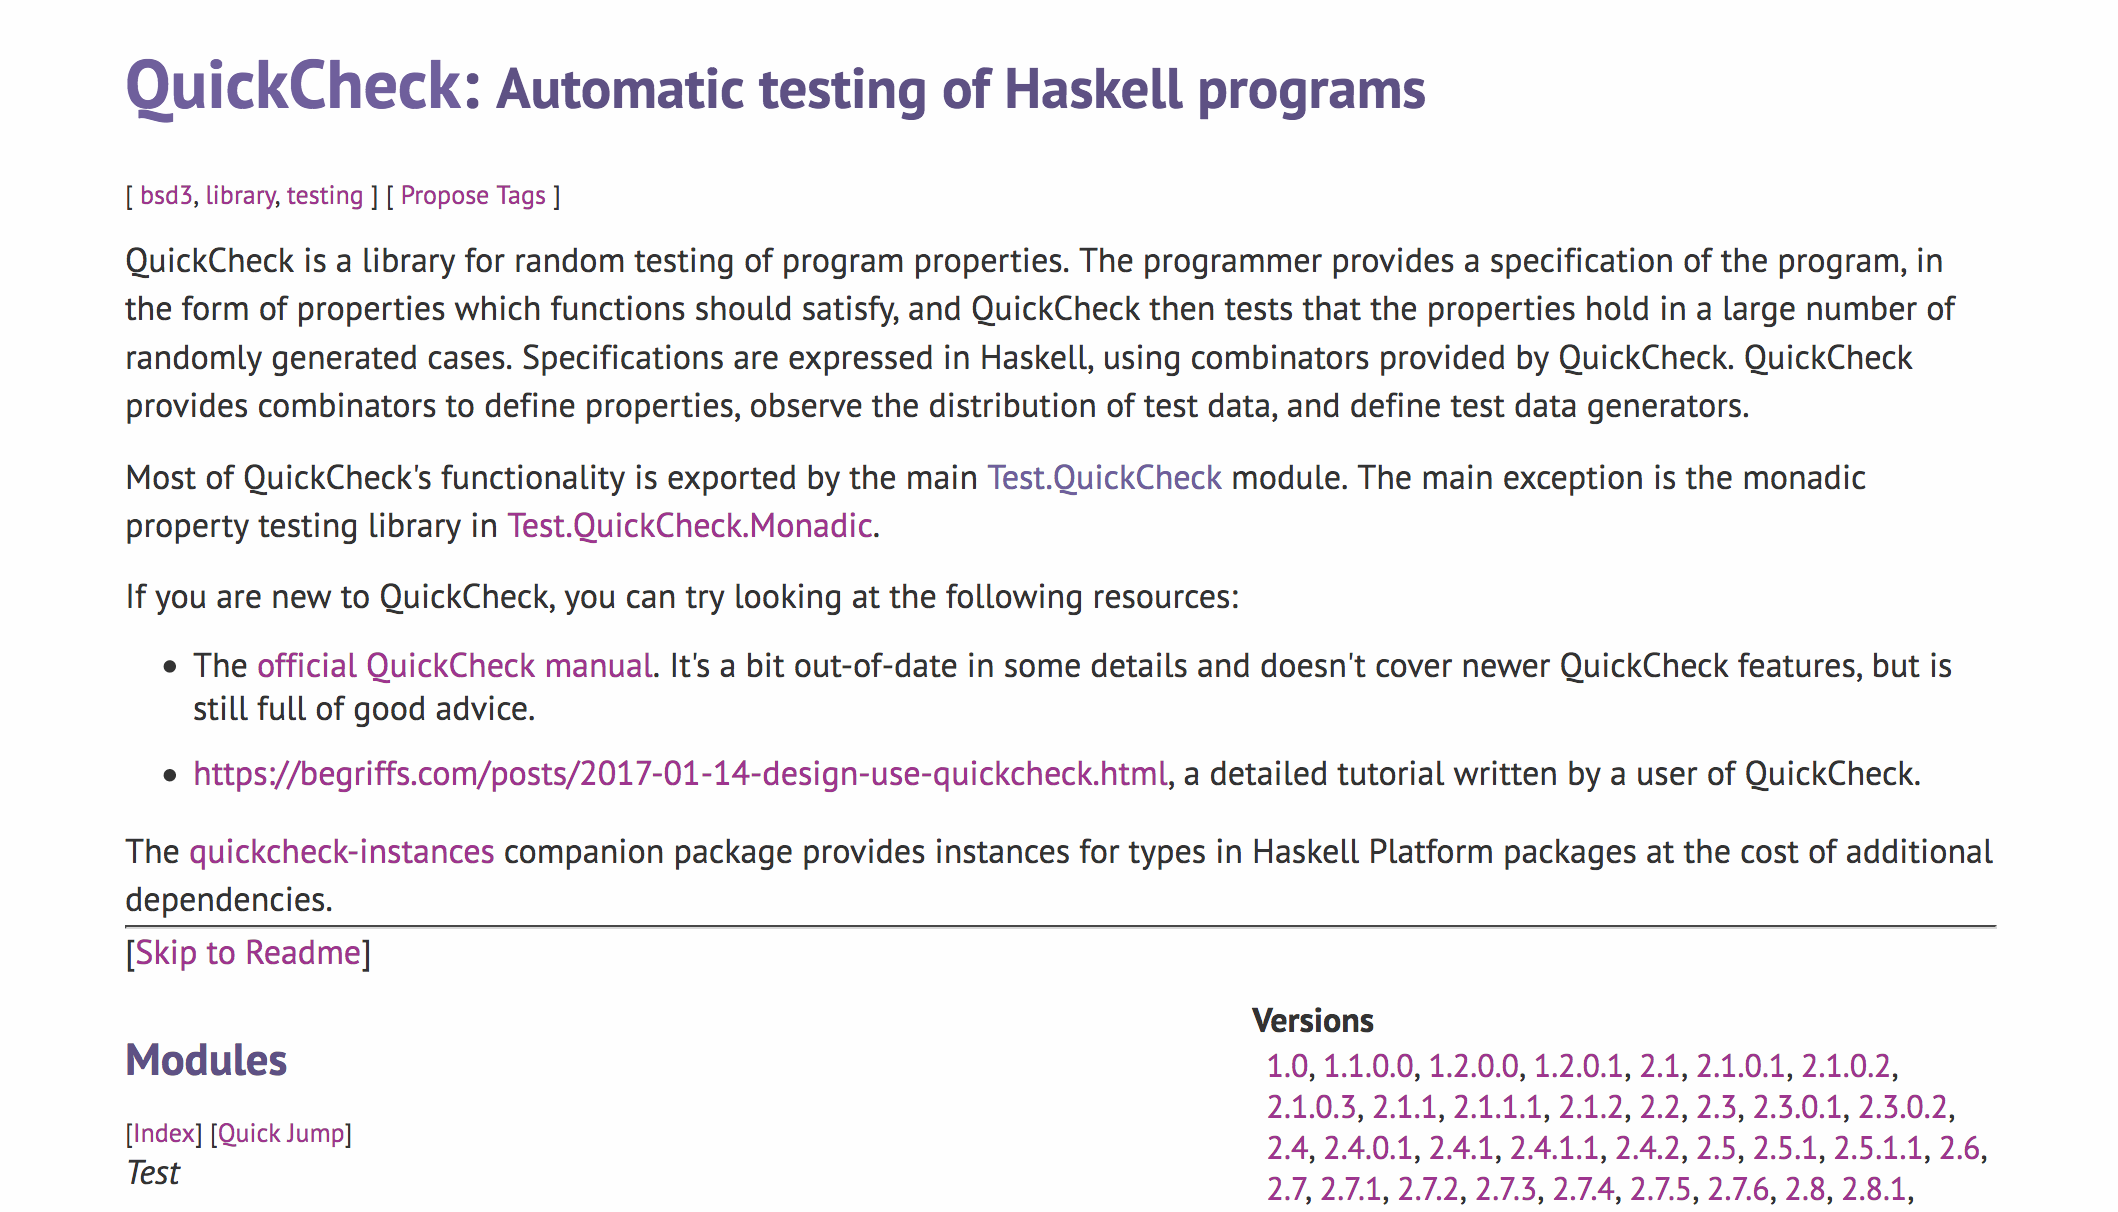 QuickCheck: Automatic testing of Haskell programs
[ bsd3, library, testing ] [ Propose Tags ]
QuickCheck is a library for random testing of program properties. The programmer provides a specification of the program, in
the form of properties which functions should satisfy, and QuickCheck then tests that the properties hold in a large number of
randomly generated cases. Specifications are expressed in Haskell, using combinators provided by QuickCheck. QuickCheck
provides combinators to define properties, observe the distribution of test data, and define test data generators.
Most of QuickCheck's functionality is exported by the main Test.QuickCheck module. The main exception is the monadic
property testing library in Test.QuickCheck.Monadic.
If you are new to QuickCheck, you can try looking at the following resources:
• The official QuickCheck manual. It's a bit out-of-date in some details and doesn't cover newer QuickCheck features, but is
still full of good advice.
• https://begriffs.com/posts/2017-01-14-design-use-quickcheck.html, a detailed tutorial written by a user of QuickCheck.
The quickcheck-instances companion package provides instances for types in Haskell Platform packages at the cost of additional
dependencies.
[Skip to Readme]
Modules
[Index] [Quick Jump]
Test
Versions
1.0, 1.1.0.0, 1.2.0.0, 1.2.0.1, 2.1, 2.1.0.1, 2.1.0.2,
2.1.0.3, 2.1.1, 2.1.1.1, 2.1.2, 2.2, 2.3, 2.3.0.1, 2.3.0.2,
2.4, 2.4.0.1, 2.4.1, 2.4.1.1, 2.4.2, 2.5, 2.5.1, 2.5.1.1, 2.6,
2.7, 2.7.1, 2.7.2, 2.7.3, 2.7.4, 2.7.5, 2.7.6, 2.8, 2.8.1,